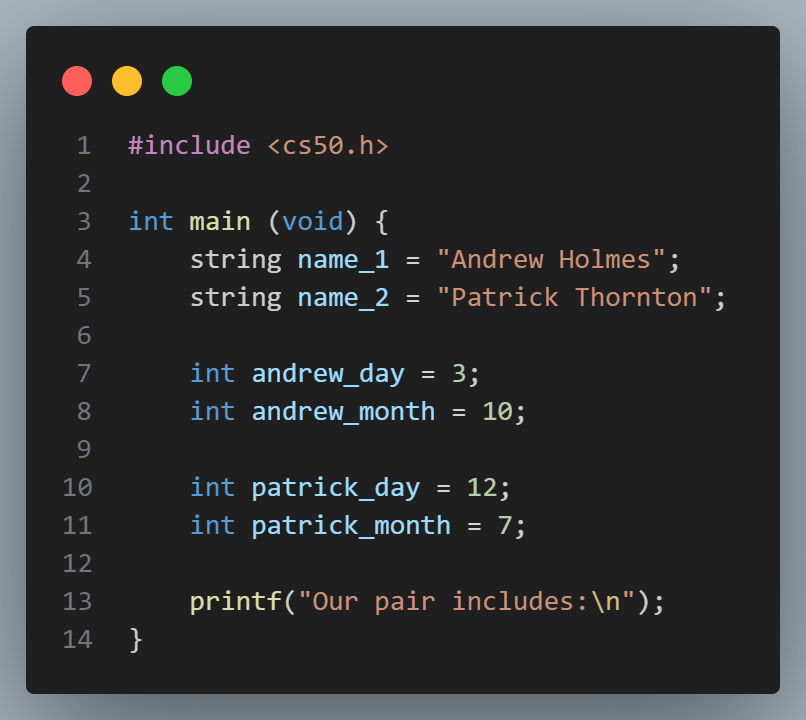 1 #include <cs50.h>
2
3 int main (void) {
4     string name_1 = "Andrew Holmes";
5     string name_2 = "Patrick Thornton";
6
7     int andrew_day = 3;
8     int andrew_month = 10;
9
10     int patrick_day = 12;
11     int patrick_month = 7;
12
13     printf("Our pair includes:\n");
14 }